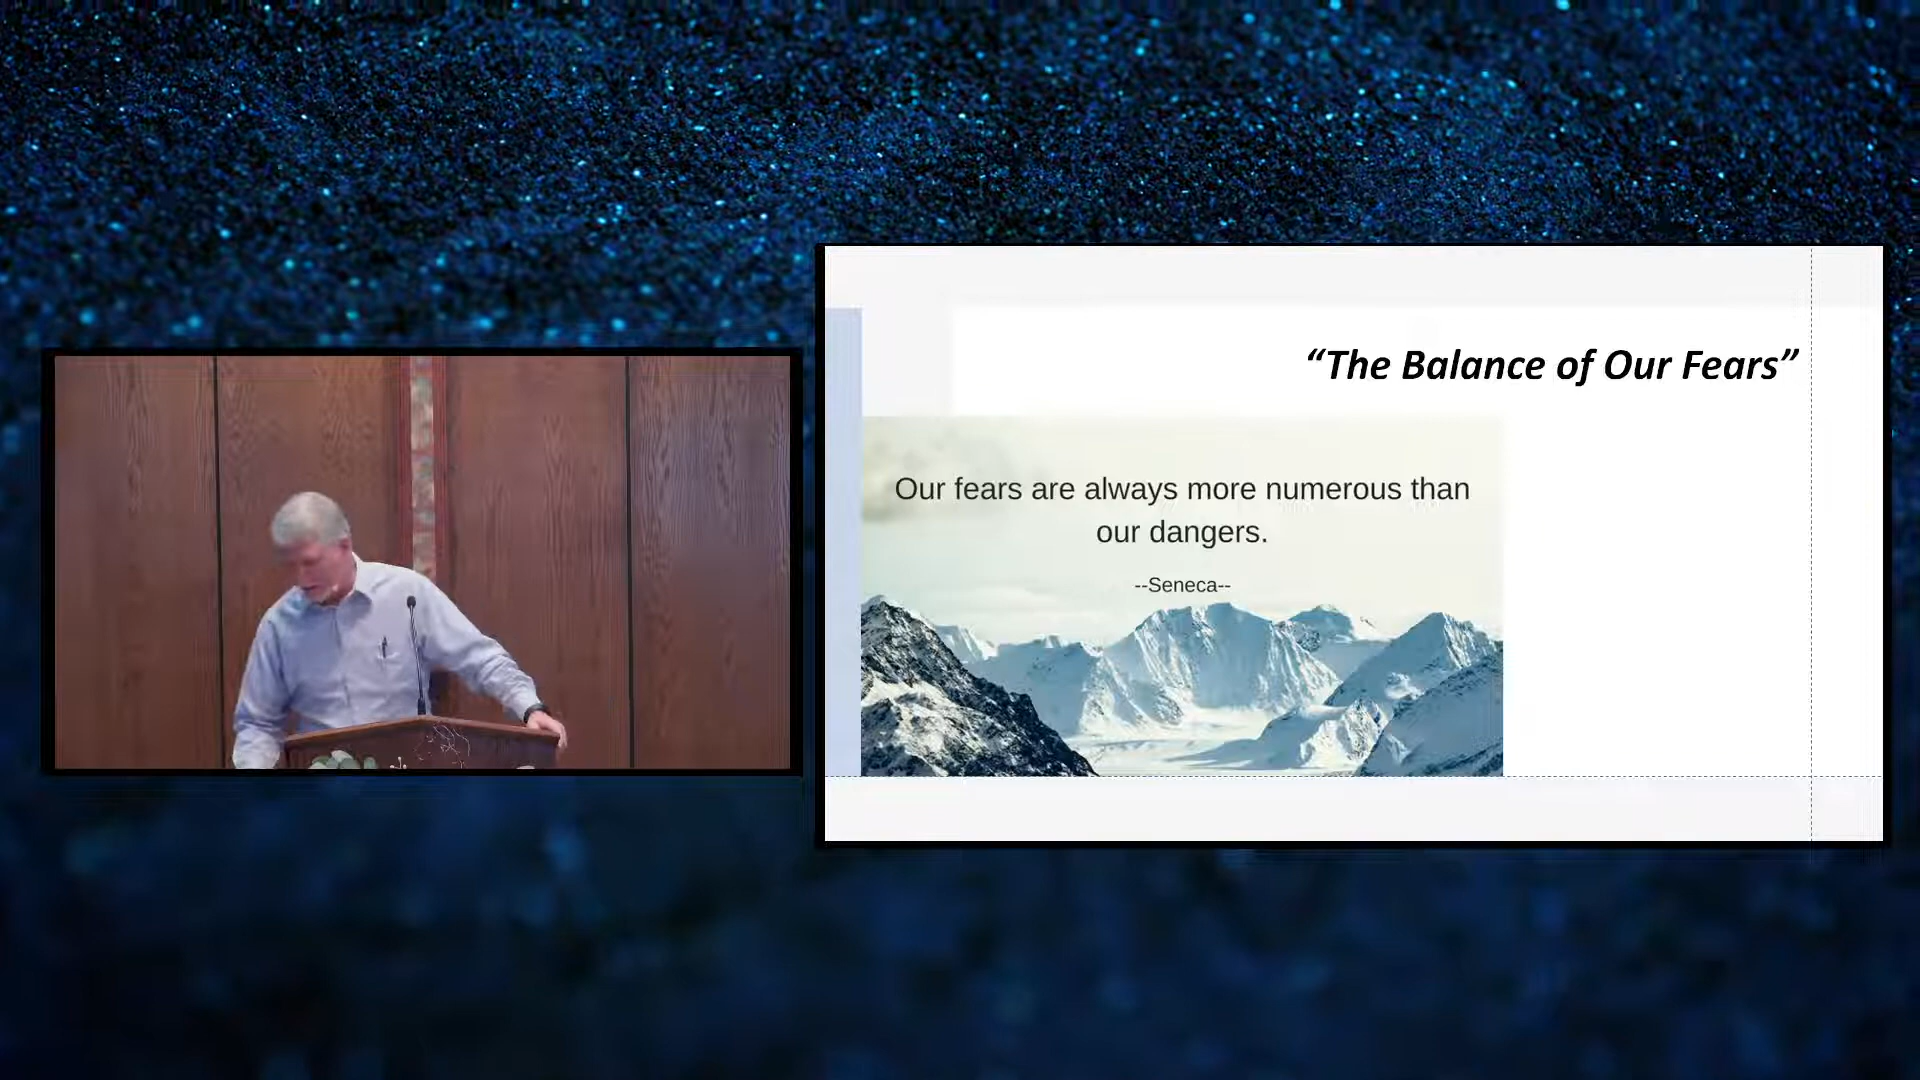 “The Balance of Our Fears”
Our fears are always more numerous than
our dangers.
--Seneca--